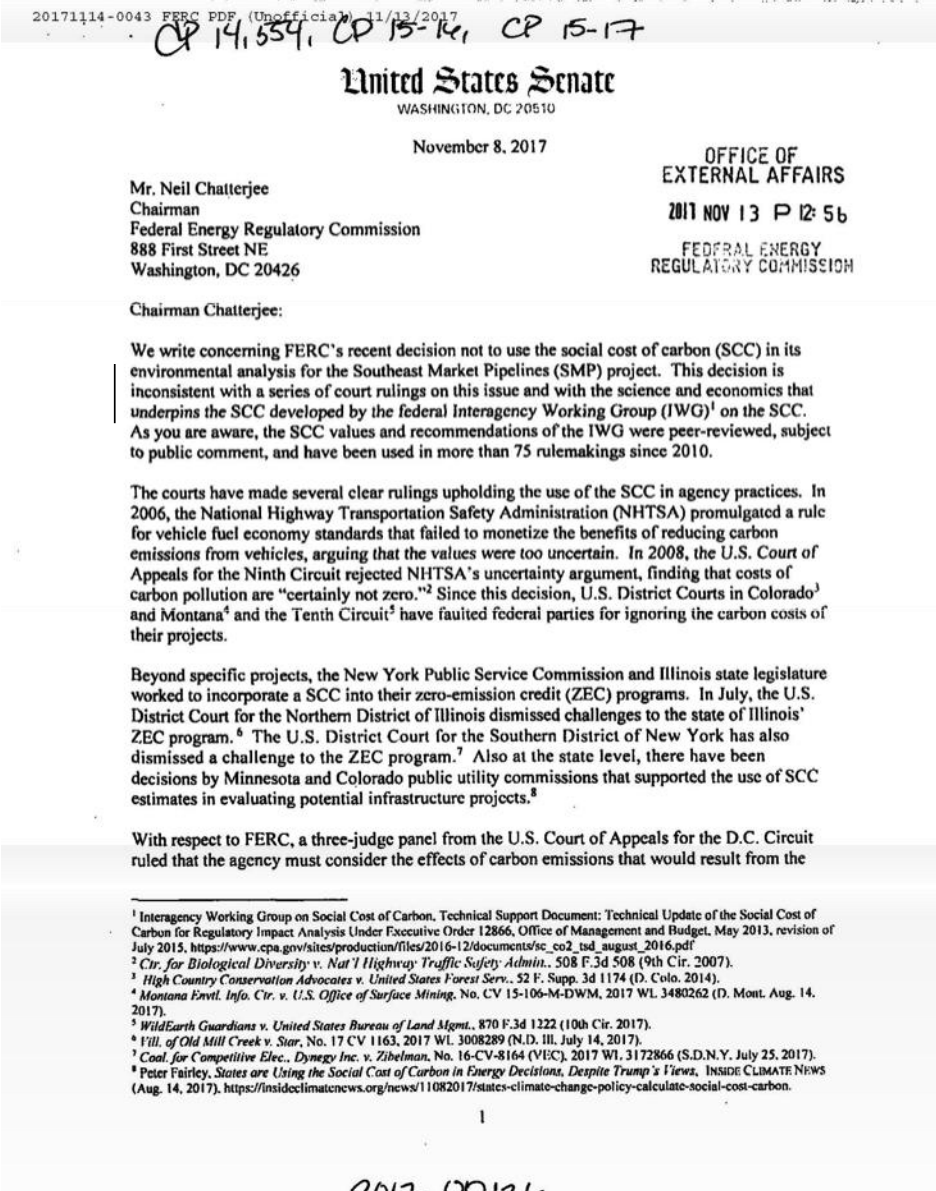 20171114-0043 FERC PDF (Unofficial) 11/13/2017
CP 14,554, CP 15-16, CP 15-17
United States Senate
WASHINGTON, DC 20510
November 8, 2017
OFFICE OF
EXTERNAL AFFAIRS
2017 NOV 13 P 12: 56
FEDERAL ENERGY
REGULATORY COMMISSION
Mr. Neil Chatterjee
Chairman
Federal Energy Regulatory Commission
888 First Street NE
Washington, DC 20426
Chairman Chatterjee:
We write concerning FERC's recent decision not to use the social cost of carbon (SCC) in its
environmental analysis for the Southeast Market Pipelines (SMP) project. This decision is
inconsistent with a series of court rulings on this issue and with the science and economics that
underpins the SCC developed by the federal Interagency Working Group (IWG)¹ on the SCC.
As you are aware, the SCC values and recommendations of the IWG were peer-reviewed, subject
to public comment, and have been used in more than 75 rulemakings since 2010.
The courts have made several clear rulings upholding the use of the SCC in agency practices. In
2006, the National Highway Transportation Safety Administration (NHTSA) promulgated a rule
for vehicle fuel economy standards that failed to monetize the benefits of reducing carbon
emissions from vehicles, arguing that the values were too uncertain. In 2008, the U.S. Court of
Appeals for the Ninth Circuit rejected NHTSA's uncertainty argument, finding that costs of
carbon pollution are "certainly not zero."² Since this decision, U.S. District Courts in Colorado³
and Montana⁴ and the Tenth Circuit⁵ have faulted federal parties for ignoring the carbon costs of
their projects.
Beyond specific projects, the New York Public Service Commission and Illinois state legislature
worked to incorporate a SCC into their zero-emission credit (ZEC) programs. In July, the U.S.
District Court for the Northern District of Illinois dismissed challenges to the state of Illinois'
ZEC program. ⁶ The U.S. District Court for the Southern District of New York has also
dismissed a challenge to the ZEC program.⁷ Also at the state level, there have been
decisions by Minnesota and Colorado public utility commissions that supported the use of SCC
estimates in evaluating potential infrastructure projects.⁸
With respect to FERC, a three-judge panel from the U.S. Court of Appeals for the D.C. Circuit
ruled that the agency must consider the effects of carbon emissions that would result from the
¹ Interagency Working Group on Social Cost of Carbon, Technical Support Document: Technical Update of the Social Cost of
Carbon for Regulatory Impact Analysis Under Executive Order 12866, Office of Management and Budget, May 2013, revision of
July 2015, https://www.epa.gov/sites/production/files/2016-12/documents/sc_co2_tsd_august_2016.pdf
² Ctr. for Biological Diversity v. Nat'l Highway Traffic Safety Admin., 508 F.3d 508 (9th Cir. 2007).
³ High Country Conservation Advocates v. United States Forest Serv., 52 F. Supp. 3d 1174 (D. Colo. 2014).
⁴ Montana Envtl. Info. Ctr. v. U.S. Office of Surface Mining, No. CV 15-106-M-DWM, 2017 WL 3480262 (D. Mont. Aug. 14,
2017).
⁵ WildEarth Guardians v. United States Bureau of Land Mgmt., 870 F.3d 1222 (10th Cir. 2017).
⁶ Vill. of Old Mill Creek v. Star, No. 17 CV 1163, 2017 WL 3008289 (N.D. Ill. July 14, 2017).
⁷ Coal. for Competitive Elec., Dynegy Inc. v. Zibelman, No. 16-CV-8164 (VEC), 2017 WL 3172866 (S.D.N.Y. July 25, 2017).
⁸ Peter Fairley, States are Using the Social Cost of Carbon in Energy Decisions, Despite Trump's Views, INSIDE CLIMATE NEWS
(Aug. 14, 2017), https://insideclimatenews.org/news/11082017/states-climate-change-policy-calculate-social-cost-carbon.
1